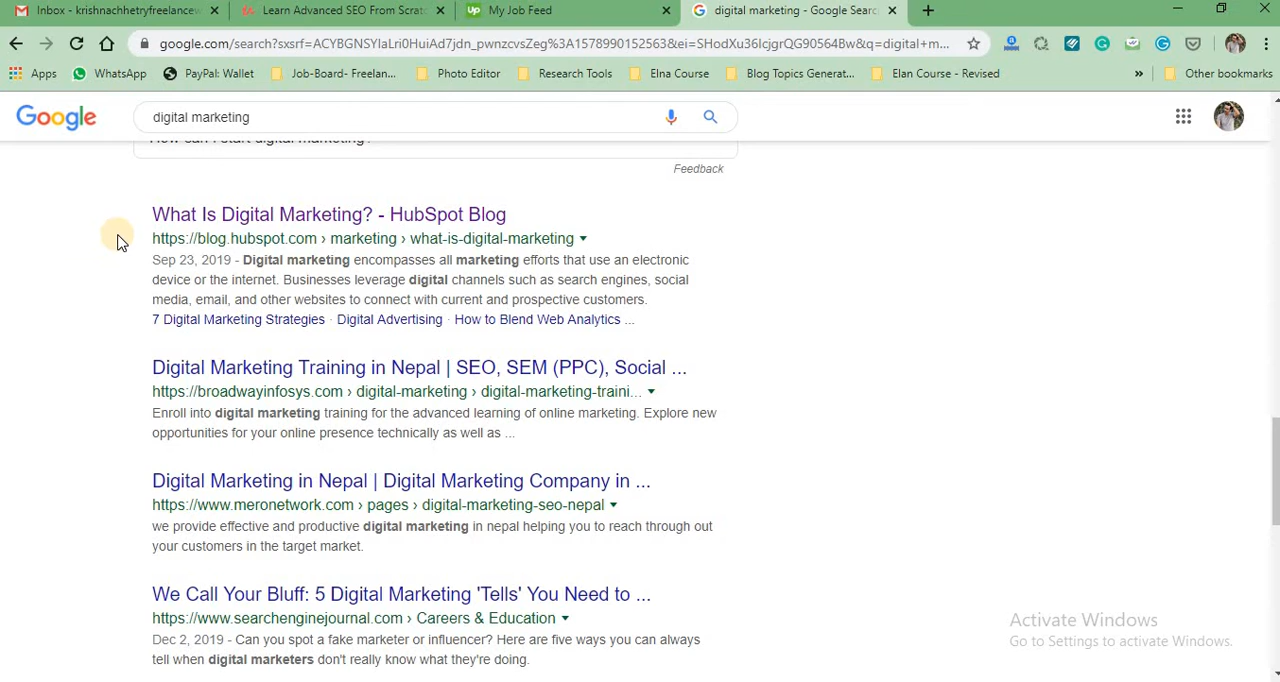 Inbox - krishnachhetryfreelancew
Learn Advanced SEO From Scratc
Up My Job Feed
digital marketing - Google Searc
google.com/search?sxsrf=ACYBGNSYIaLri0HuiAd7jdn_pwnzcvsZeg%3A1578990152563&ei=SHodXu36IcjgrQG90564Bw&q=digital+m...
Apps WhatsApp PayPal: Wallet Job-Board- Freelan... Photo Editor Research Tools Elna Course Blog Topics Generat... Elan Course - Revised » Other bookmarks
Google digital marketing
How can I start digital marketing?
Feedback
What Is Digital Marketing? - HubSpot Blog
https://blog.hubspot.com › marketing › what-is-digital-marketing
Sep 23, 2019 - Digital marketing encompasses all marketing efforts that use an electronic
device or the internet. Businesses leverage digital channels such as search engines, social
media, email, and other websites to connect with current and prospective customers.
7 Digital Marketing Strategies · Digital Advertising · How to Blend Web Analytics ...
Digital Marketing Training in Nepal | SEO, SEM (PPC), Social ...
https://broadwayinfosys.com › digital-marketing › digital-marketing-traini...
Enroll into digital marketing training for the advanced learning of online marketing. Explore new
opportunities for your online presence technically as well as ...
Digital Marketing in Nepal | Digital Marketing Company in ...
https://www.meronetwork.com › pages › digital-marketing-seo-nepal
we provide effective and productive digital marketing in nepal helping you to reach through out
your customers in the target market.
We Call Your Bluff: 5 Digital Marketing 'Tells' You Need to ...
https://www.searchenginejournal.com › Careers & Education
Dec 2, 2019 - Can you spot a fake marketer or influencer? Here are five ways you can always
tell when digital marketers don't really know what they're doing.
Activate Windows
Go to Settings to activate Windows.